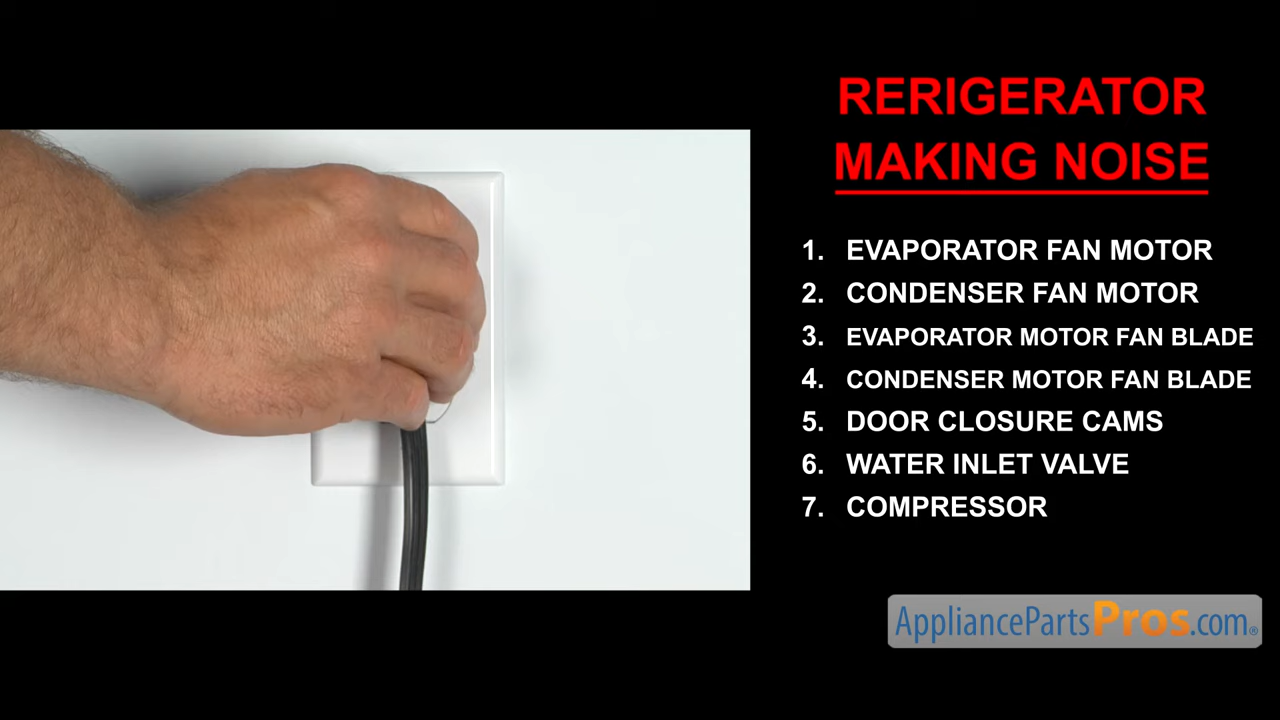 RERIGERATOR
MAKING NOISE
1. EVAPORATOR FAN MOTOR
2. CONDENSER FAN MOTOR
3. EVAPORATOR MOTOR FAN BLADE
4. CONDENSER MOTOR FAN BLADE
5. DOOR CLOSURE CAMS
6. WATER INLET VALVE
7. COMPRESSOR
AppliancePartsPros.com®